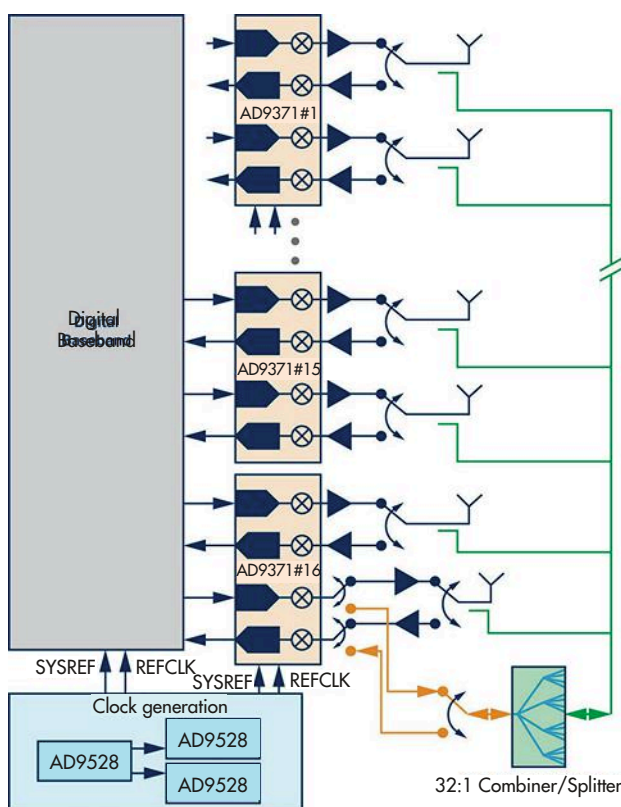 AD9371#1
Digital
Baseband
AD9371#15
AD9371#16
SYSREF
REFCLK
SYSREF
REFCLK
Clock generation
AD9528
AD9528
AD9528
32:1 Combiner/Splitter